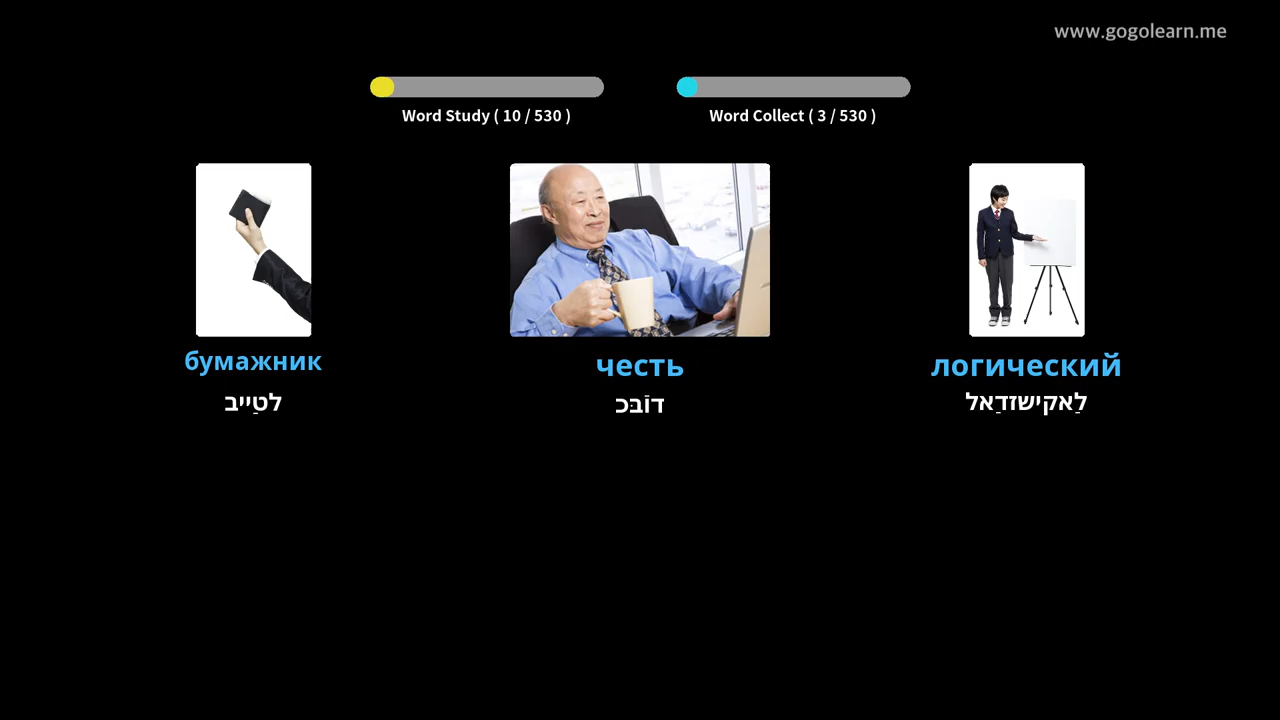 www.gogolearn.me
Word Study ( 10 / 530 )
Word Collect ( 3 / 530 )
бумажник
честь
логический
לטַייב
דוֹבּכ
לַאקישזדַאל